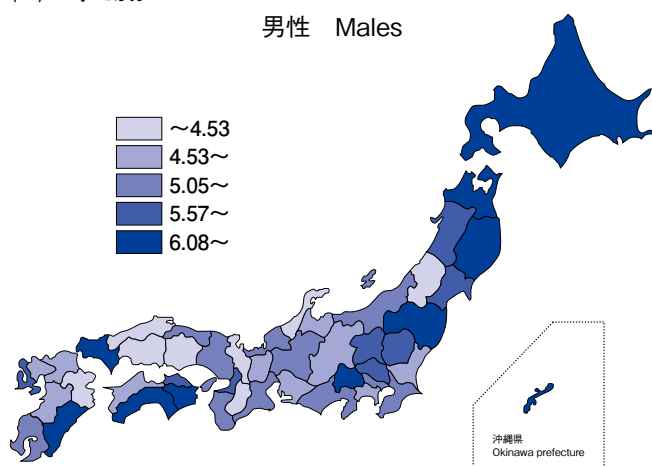 男性 Males
～4.53
4.53～
5.05～
5.57～
6.08～
沖縄県
Okinawa prefecture